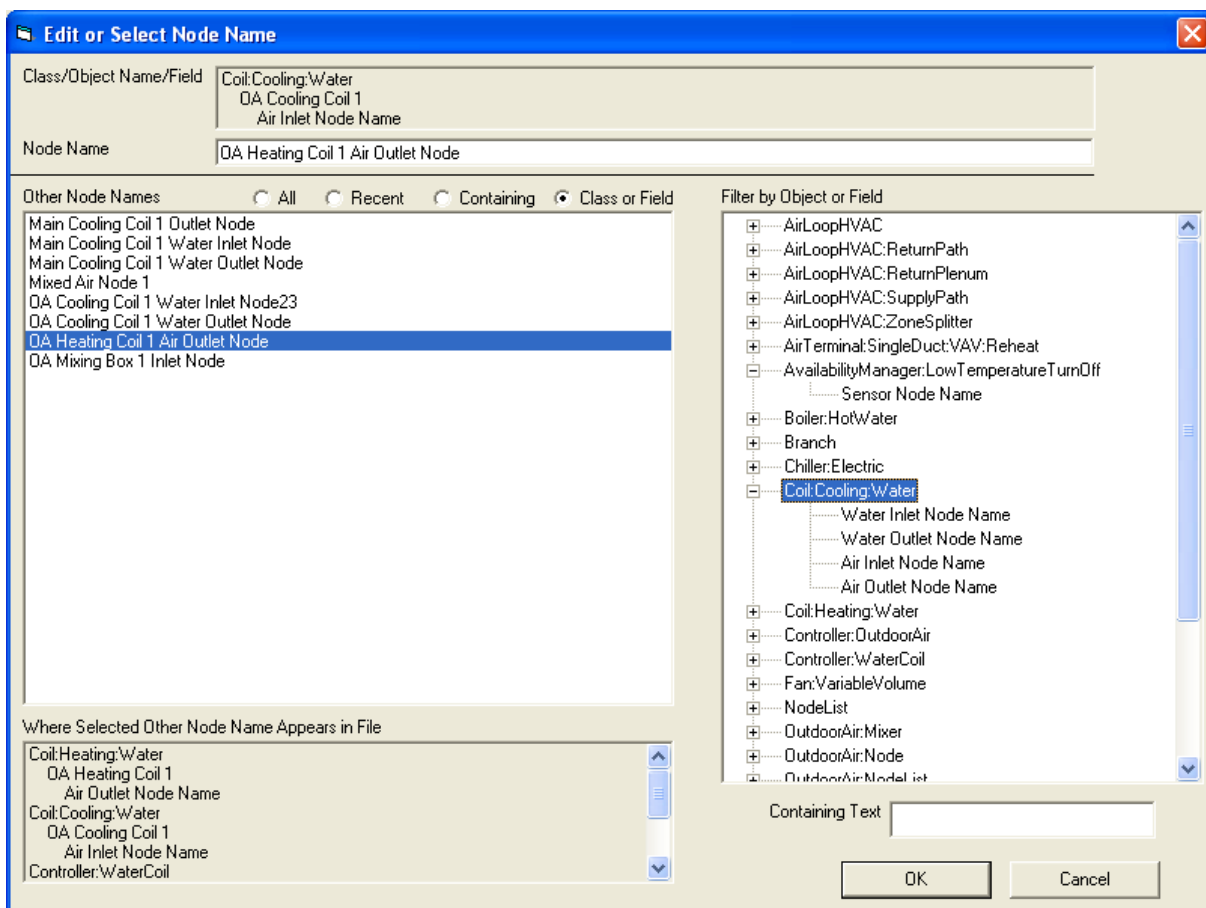 Edit or Select Node Name
Class/Object Name/Field
Coil:Cooling:Water
OA Cooling Coil 1
Air Inlet Node Name
Node Name
OA Heating Coil 1 Air Outlet Node
Other Node Names
All
Recent
Containing
Class or Field
Main Cooling Coil 1 Outlet Node
Main Cooling Coil 1 Water Inlet Node
Main Cooling Coil 1 Water Outlet Node
Mixed Air Node 1
OA Cooling Coil 1 Water Inlet Node23
OA Cooling Coil 1 Water Outlet Node
OA Heating Coil 1 Air Outlet Node
OA Mixing Box 1 Inlet Node
Where Selected Other Node Name Appears in File
Coil:Heating:Water
OA Heating Coil 1
Air Outlet Node Name
Coil:Cooling:Water
OA Cooling Coil 1
Air Inlet Node Name
Controller:WaterCoil
Filter by Object or Field
AirLoopHVAC
AirLoopHVAC:ReturnPath
AirLoopHVAC:ReturnPlenum
AirLoopHVAC:SupplyPath
AirLoopHVAC:ZoneSplitter
AirTerminal:SingleDuct:VAV:Reheat
AvailabilityManager:LowTemperatureTurnOff
Sensor Node Name
Boiler:HotWater
Branch
Chiller:Electric
Coil:Cooling:Water
Water Inlet Node Name
Water Outlet Node Name
Air Inlet Node Name
Air Outlet Node Name
Coil:Heating:Water
Controller:OutdoorAir
Controller:WaterCoil
Fan:VariableVolume
NodeList
OutdoorAir:Mixer
OutdoorAir:Node
OutdoorAir:NodeList
Containing Text
OK
Cancel